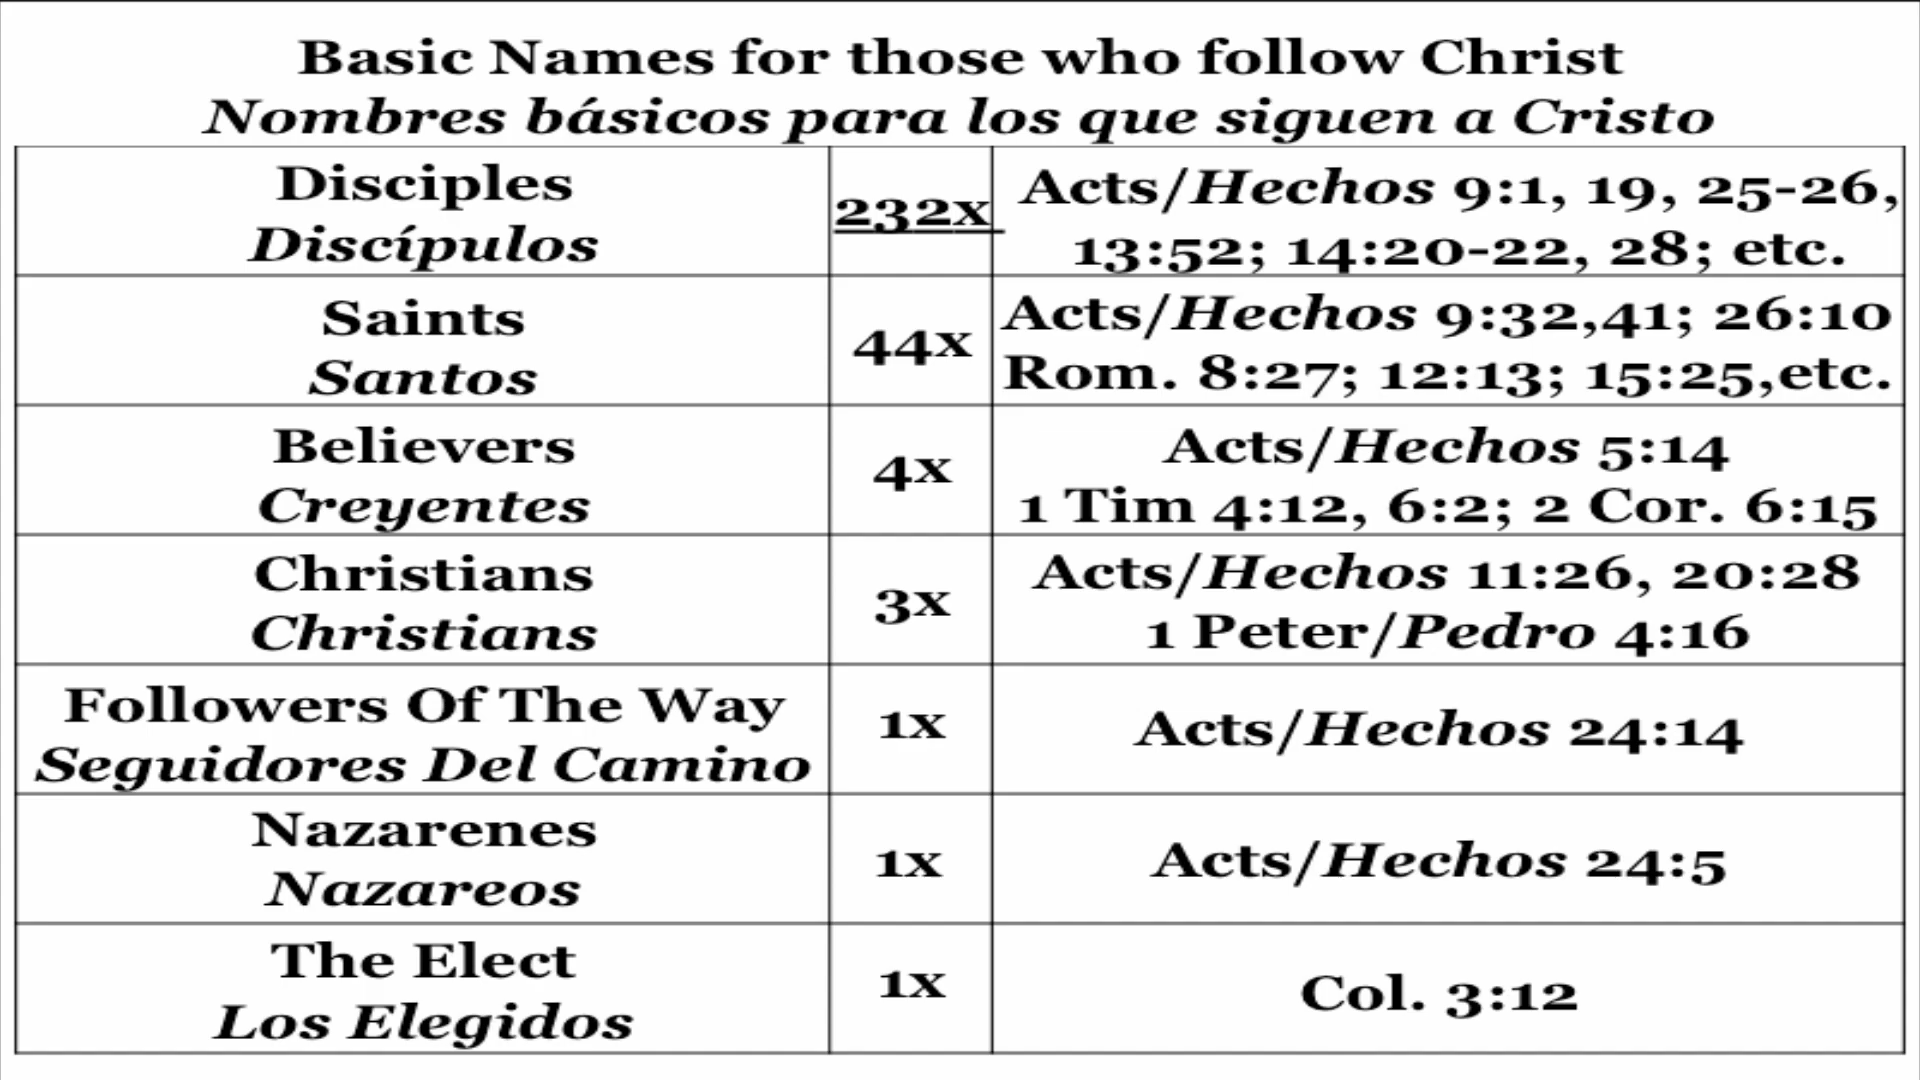 Basic Names for those who follow Christ
Nombres básicos para los que siguen a Cristo
Disciples
Discípulos
232x
Acts/Hechos 9:1, 19, 25-26,
13:52; 14:20-22, 28; etc.
Saints
Santos
44x
Acts/Hechos 9:32,41; 26:10
Rom. 8:27; 12:13; 15:25,etc.
Believers
Creyentes
4x
Acts/Hechos 5:14
1 Tim 4:12, 6:2; 2 Cor. 6:15
Christians
Christians
3x
Acts/Hechos 11:26, 20:28
1 Peter/Pedro 4:16
Followers Of The Way
Seguidores Del Camino
1x
Acts/Hechos 24:14
Nazarenes
Nazareos
1x
Acts/Hechos 24:5
The Elect
Los Elegidos
1x
Col. 3:12